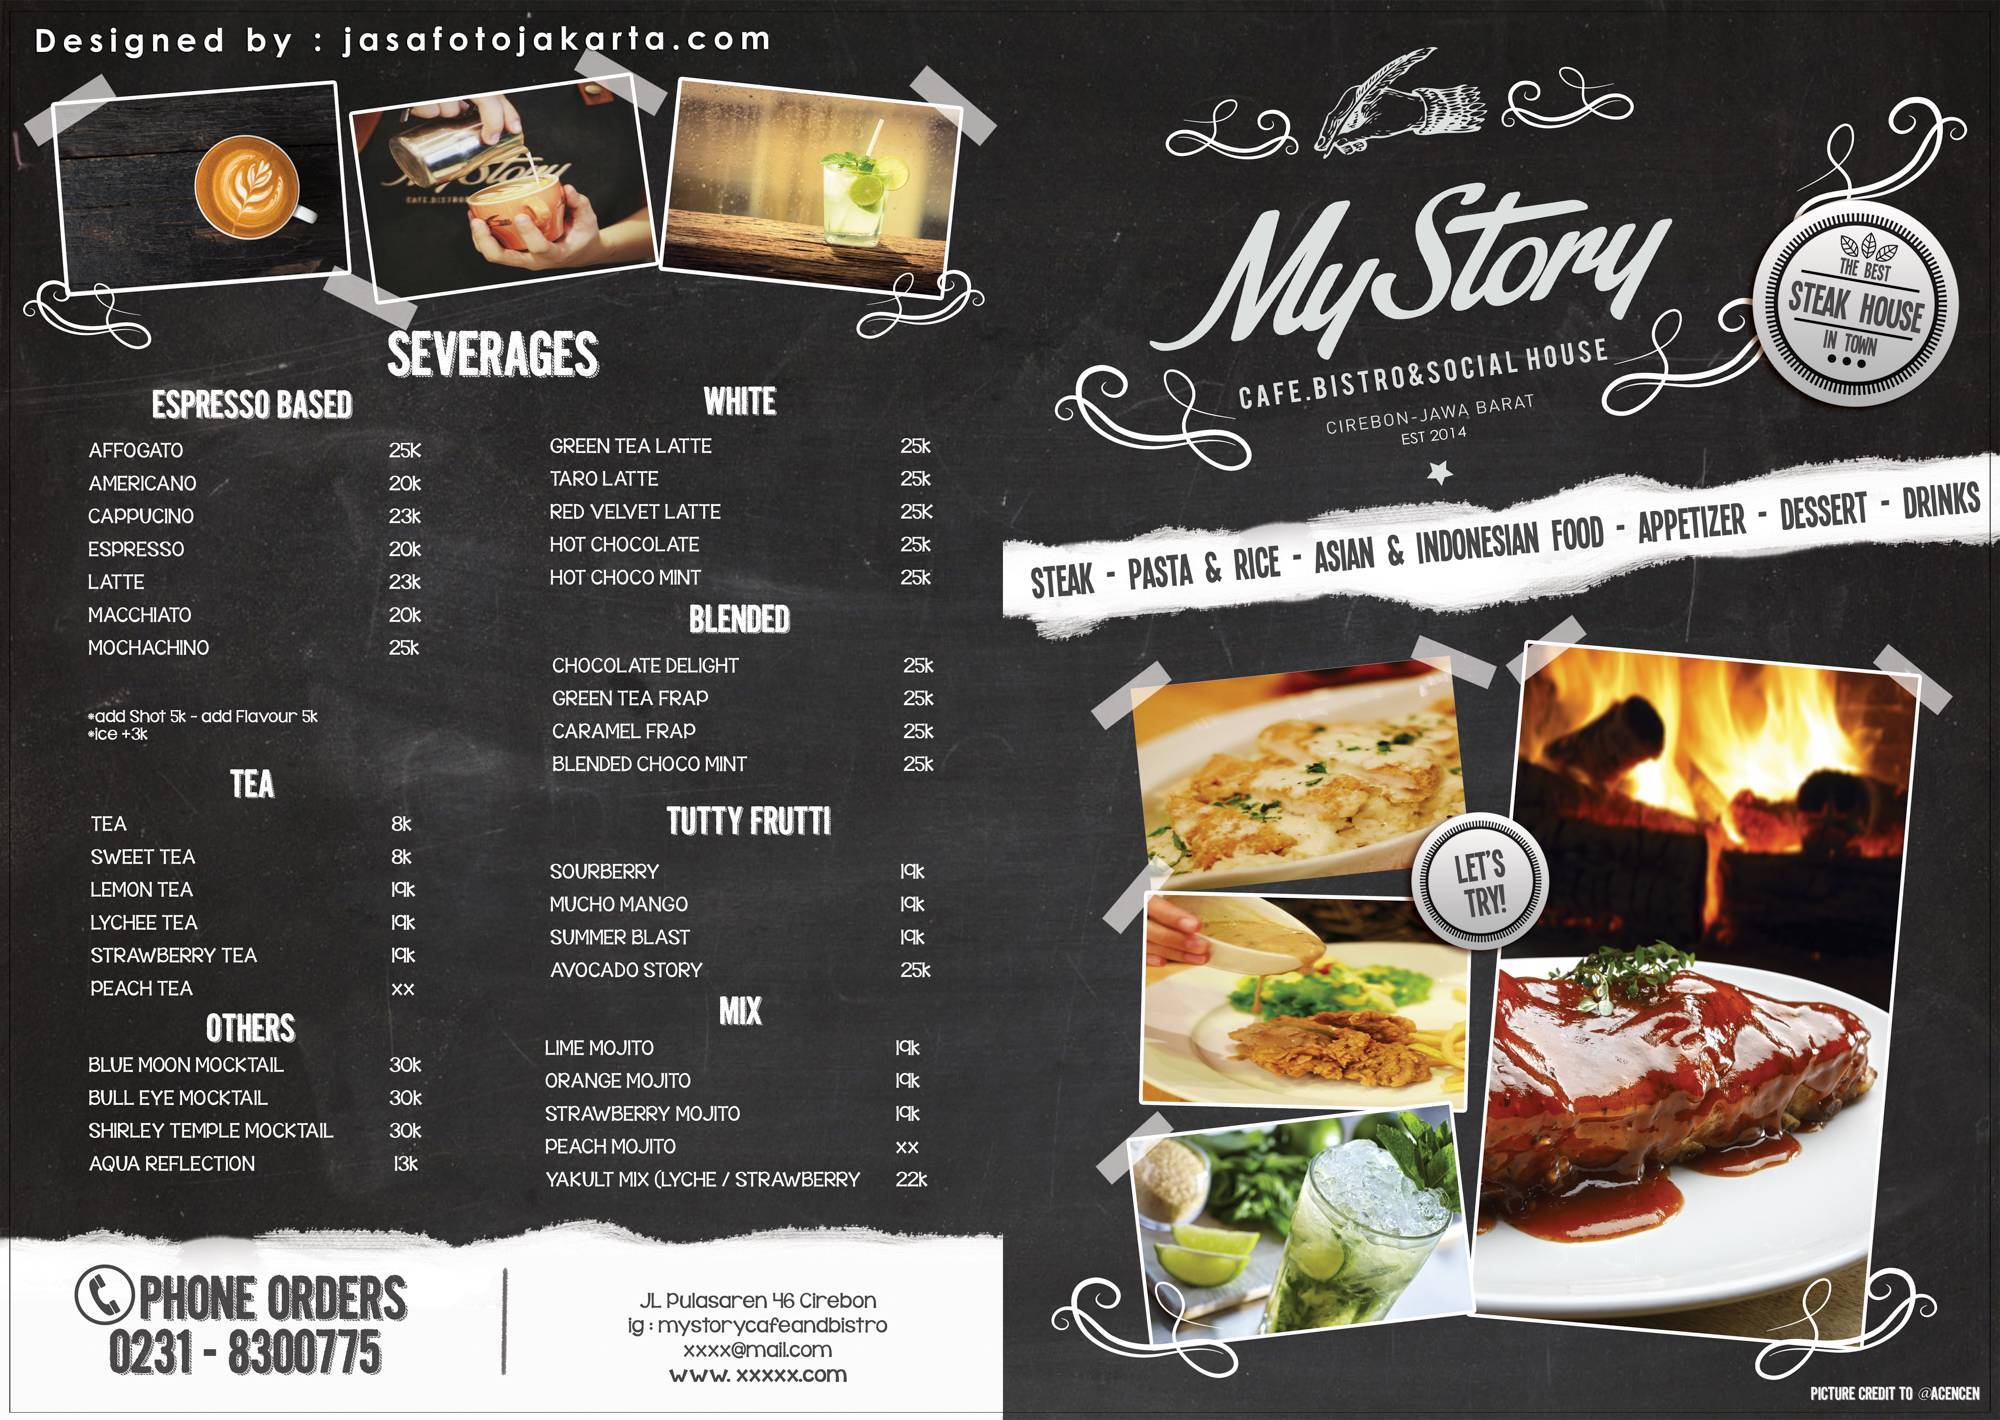 Designed by : jasafotojakarta.com
MyStory
CAFE.BISTRO
SEVERAGES
ESPRESSO BASED
AFFOGATO 25K
AMERICANO 20k
CAPPUCINO 23k
ESPRESSO 20k
LATTE 23k
MACCHIATO 20k
MOCHACHINO 25k
*add Shot 5k - add Flavour 5k
*Ice +3k
TEA
TEA 8k
SWEET TEA 8k
LEMON TEA 19k
LYCHEE TEA 19k
STRAWBERRY TEA 19k
PEACH TEA xx
OTHERS
BLUE MOON MOCKTAIL 30k
BULL EYE MOCKTAIL 30k
SHIRLEY TEMPLE MOCKTAIL 30k
AQUA REFLECTION 13k
WHITE
GREEN TEA LATTE 25k
TARO LATTE 25k
RED VELVET LATTE 25K
HOT CHOCOLATE 25k
HOT CHOCO MINT 25k
BLENDED
CHOCOLATE DELIGHT 25k
GREEN TEA FRAP 25k
CARAMEL FRAP 25k
BLENDED CHOCO MINT 25k
TUTTY FRUTTI
SOURBERRY 19k
MUCHO MANGO 19k
SUMMER BLAST 19k
AVOCADO STORY 25k
MIX
LIME MOJITO 19k
ORANGE MOJITO 19k
STRAWBERRY MOJITO 19k
PEACH MOJITO xx
YAKULT MIX (LYCHE / STRAWBERRY 22k
PHONE ORDERS
0231 - 8300775
JL Pulasaren 46 Cirebon
ig : mystorycafeandbistro
xxxx@mail.com
www. xxxxx.com
MyStory
CAFE.BISTRO&SOCIAL HOUSE
CIREBON-JAWA BARAT
EST 2014
THE BEST
STEAK HOUSE
IN TOWN
STEAK - PASTA & RICE - ASIAN & INDONESIAN FOOD - APPETIZER - DESSERT - DRINKS
LET'S
TRY!
PICTURE CREDIT TO @ACENCEN